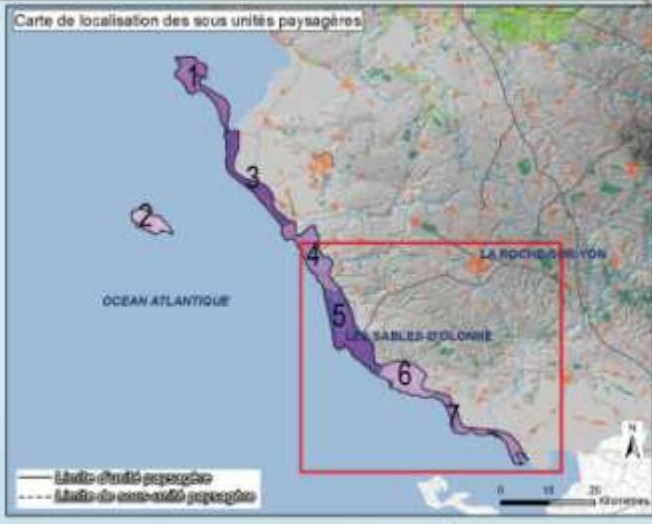 Carte de localisation des sous unités paysagères
1
3
2
4
LA ROCHE-SUR-YON
OCEAN ATLANTIQUE
5
LES SABLES-D'OLONNE
6
7
N
Limite d'unité paysagère
Limite de sous-unité paysagère
0 10 20
Kilomètres